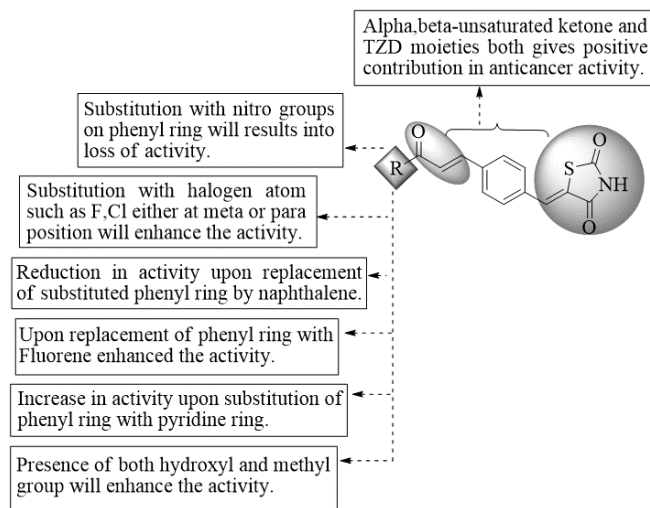 Alpha,beta-unsaturated ketone and
TZD moieties both gives positive
contribution in anticancer activity.
Substitution with nitro groups
on phenyl ring will results into
loss of activity.
O
R
O
S
NH
O
Substitution with halogen atom
such as F,Cl either at meta or para
position will enhance the activity.
Reduction in activity upon replacement
of substituted phenyl ring by naphthalene.
Upon replacement of phenyl ring with
Fluorene enhanced the activity.
Increase in activity upon substitution of
phenyl ring with pyridine ring.
Presence of both hydroxyl and methyl
group will enhance the activity.